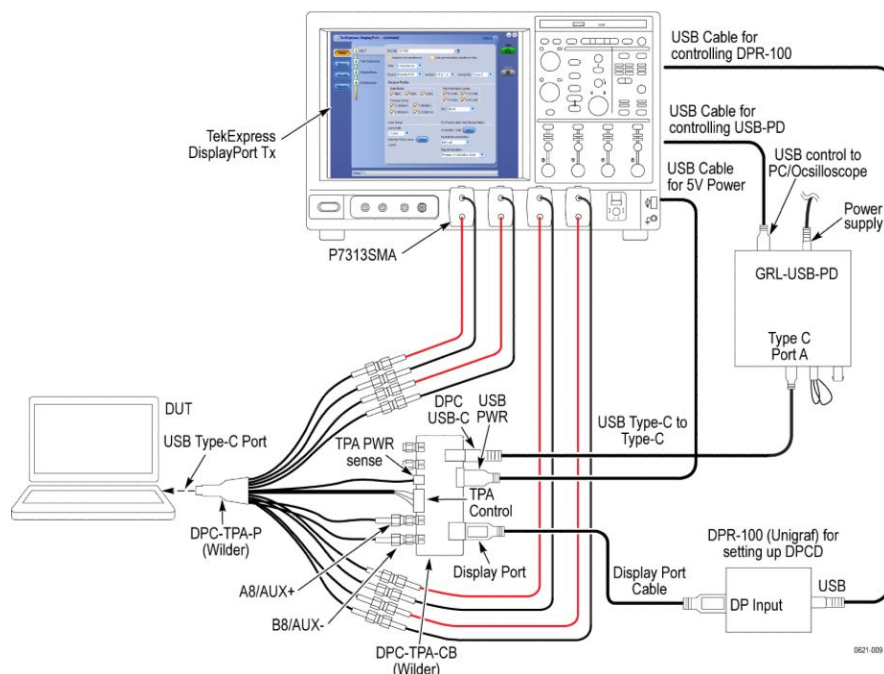 USB Cable for
controlling DPR-100
USB Cable for
controlling USB-PD
USB control to
PC/Ocsilloscope
USB Cable
for 5V Power
Power
supply
TekExpress
DisplayPort Tx
P7313SMA
GRL-USB-PD
Type C
Port A
DUT
USB Type-C Port
DPC
USB-C
USB
PWR
USB Type-C to
Type-C
TPA PWR
sense
TPA
Control
DPC-TPA-P
(Wilder)
A8/AUX+
B8/AUX-
Display Port
DPC-TPA-CB
(Wilder)
Display Port
Cable
DPR-100 (Unigraf) for
setting up DPCD
DP Input
USB
0621-009